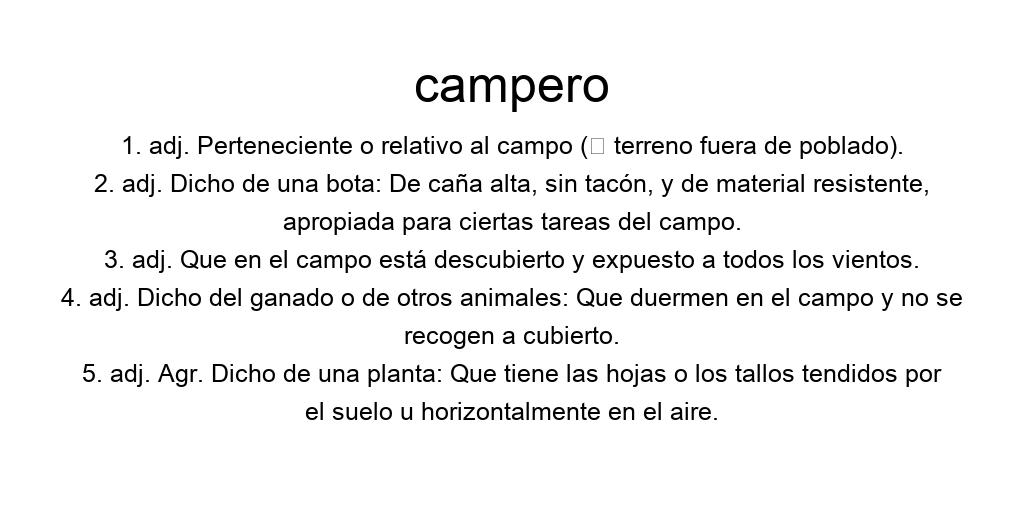 campero
1. adj. Perteneciente o relativo al campo (▯ terreno fuera de poblado).
2. adj. Dicho de una bota: De caña alta, sin tacón, y de material resistente,
apropiada para ciertas tareas del campo.
3. adj. Que en el campo está descubierto y expuesto a todos los vientos.
4. adj. Dicho del ganado o de otros animales: Que duermen en el campo y no se
recogen a cubierto.
5. adj. Agr. Dicho de una planta: Que tiene las hojas o los tallos tendidos por
el suelo u horizontalmente en el aire.